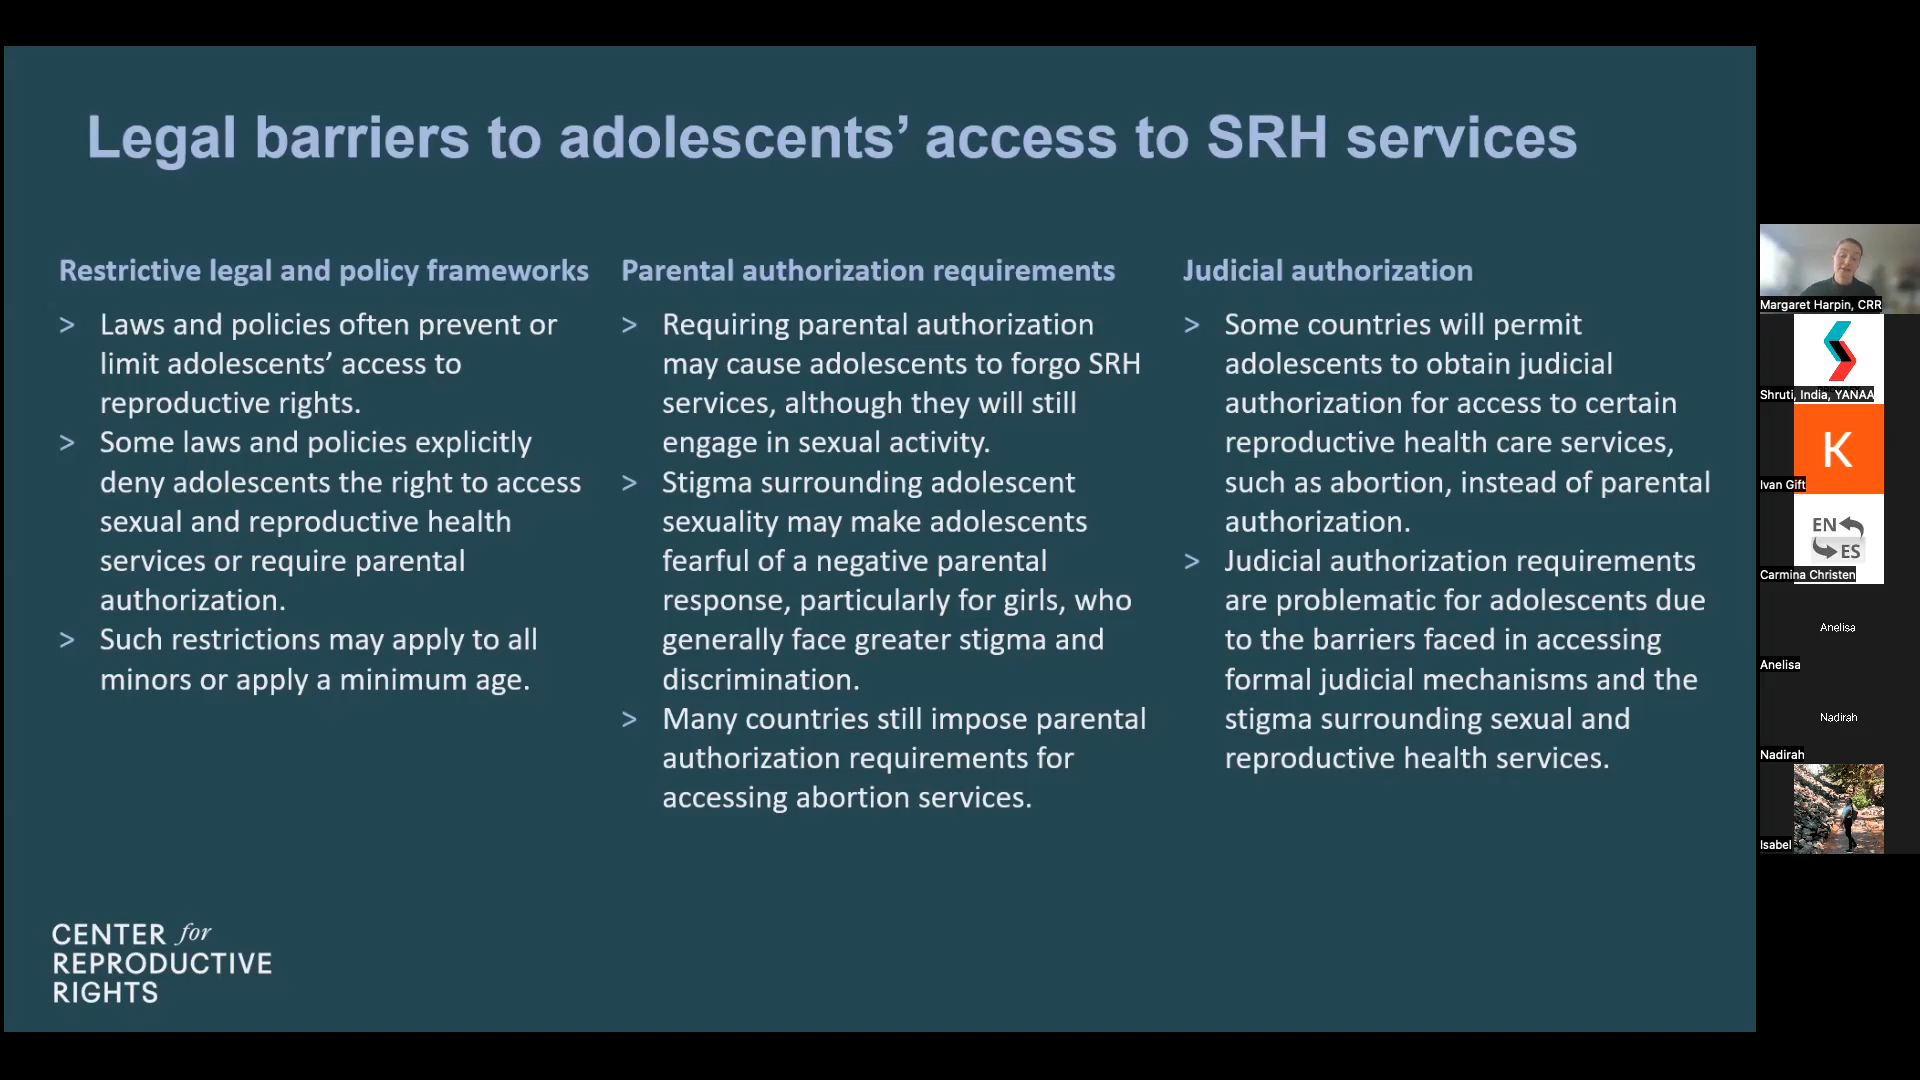 Legal barriers to adolescents’ access to SRH services
Restrictive legal and policy frameworks
> Laws and policies often prevent or
limit adolescents’ access to
reproductive rights.
> Some laws and policies explicitly
deny adolescents the right to access
sexual and reproductive health
services or require parental
authorization.
> Such restrictions may apply to all
minors or apply a minimum age.
Parental authorization requirements
> Requiring parental authorization
may cause adolescents to forgo SRH
services, although they will still
engage in sexual activity.
> Stigma surrounding adolescent
sexuality may make adolescents
fearful of a negative parental
response, particularly for girls, who
generally face greater stigma and
discrimination.
> Many countries still impose parental
authorization requirements for
accessing abortion services.
Judicial authorization
> Some countries will permit
adolescents to obtain judicial
authorization for access to certain
reproductive health care services,
such as abortion, instead of parental
authorization.
> Judicial authorization requirements
are problematic for adolescents due
to the barriers faced in accessing
formal judicial mechanisms and the
stigma surrounding sexual and
reproductive health services.
CENTER for
REPRODUCTIVE
RIGHTS
Margaret Harpin, CRR
Shruti, India, YANAA
K
Ivan Gift
EN
ES
Carmina Christen
Anelisa
Anelisa
Nadirah
Nadirah
Isabel